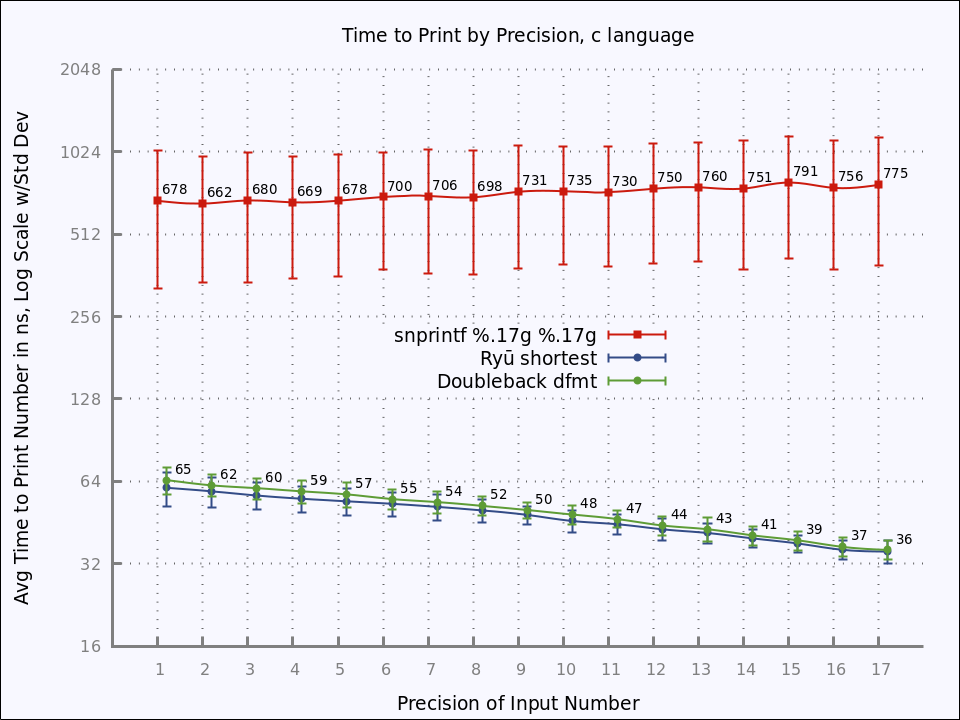 Time to Print by Precision, c language
Avg Time to Print Number in ns, Log Scale w/Std Dev
2048
1024
512
256
128
64
32
16
678 662 680 669 678 700 706 698 731 735 730 750 760 751 791 756 775
snprintf %.17g %.17g
Ryū shortest
Doubleback dfmt
65 62 60 59 57 55 54 52 50 48 47 44 43 41 39 37 36
1 2 3 4 5 6 7 8 9 10 11 12 13 14 15 16 17
Precision of Input Number